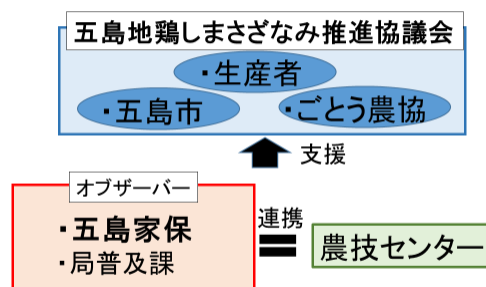 五島地鶏しまさざなみ推進協議会
・生産者
・五島市
・ごとう農協
支援
オブザーバー
・五島家保
・局普及課
連携
農技センター